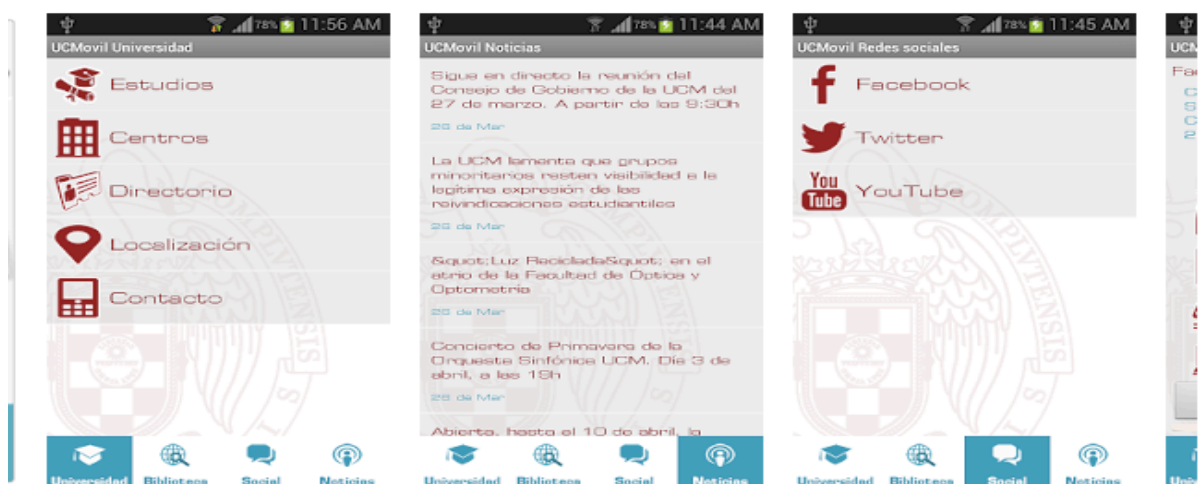 78% 11:56 AM
UCMovil Universidad
Estudios
Centros
Directorio
Localización
Contacto
Universidad Biblioteca Social Noticias
78% 11:44 AM
UCMovil Noticias
Sigue en directo la reunión del
Consejo de Gobierno de la UCM del
27 de marzo. A partir de las 9:30h
26 de Mar
La UCM lamenta que grupos
minoritarios resten visibilidad a la
legítima expresión de las
reivindicaciones estudiantiles
26 de Mar
&quot;Luz Reciclada&quot; en el
atrio de la Facultad de Óptica y
Optometría
26 de Mar
Concierto de Primavera de la
Orquesta Sinfónica UCM. Día 3 de
abril, a las 19h
26 de Mar
Abierta, hasta el 10 de abril, la
Universidad Biblioteca Social Noticias
78% 11:45 AM
UCMovil Redes sociales
Facebook
Twitter
You Tube YouTube
Universidad Biblioteca Social Noticias